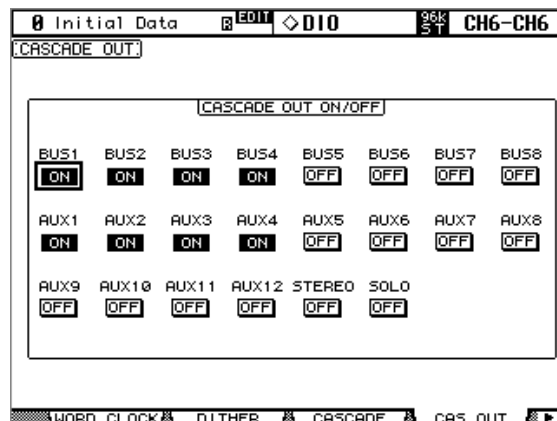 0 Initial Data EDIT ◇DIO 96K ST CH6-CH6
CASCADE OUT
CASCADE OUT ON/OFF
BUS1 BUS2 BUS3 BUS4 BUS5 BUS6 BUS7 BUS8
ON ON ON ON OFF OFF OFF OFF
AUX1 AUX2 AUX3 AUX4 AUX5 AUX6 AUX7 AUX8
ON ON ON ON OFF OFF OFF OFF
AUX9 AUX10 AUX11 AUX12 STEREO SOLO
OFF OFF OFF OFF OFF OFF
WORD CLOCK DITHER CASCADE CAS OUT